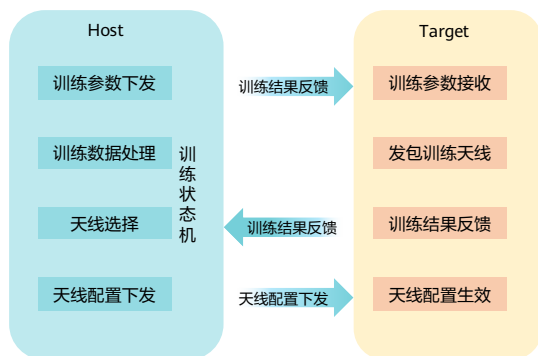 Host
Target
训练参数下发
训练结果反馈
训练参数接收
训练数据处理
训练状态机
发包训练天线
天线选择
训练结果反馈
训练结果反馈
天线配置下发
天线配置下发
天线配置生效